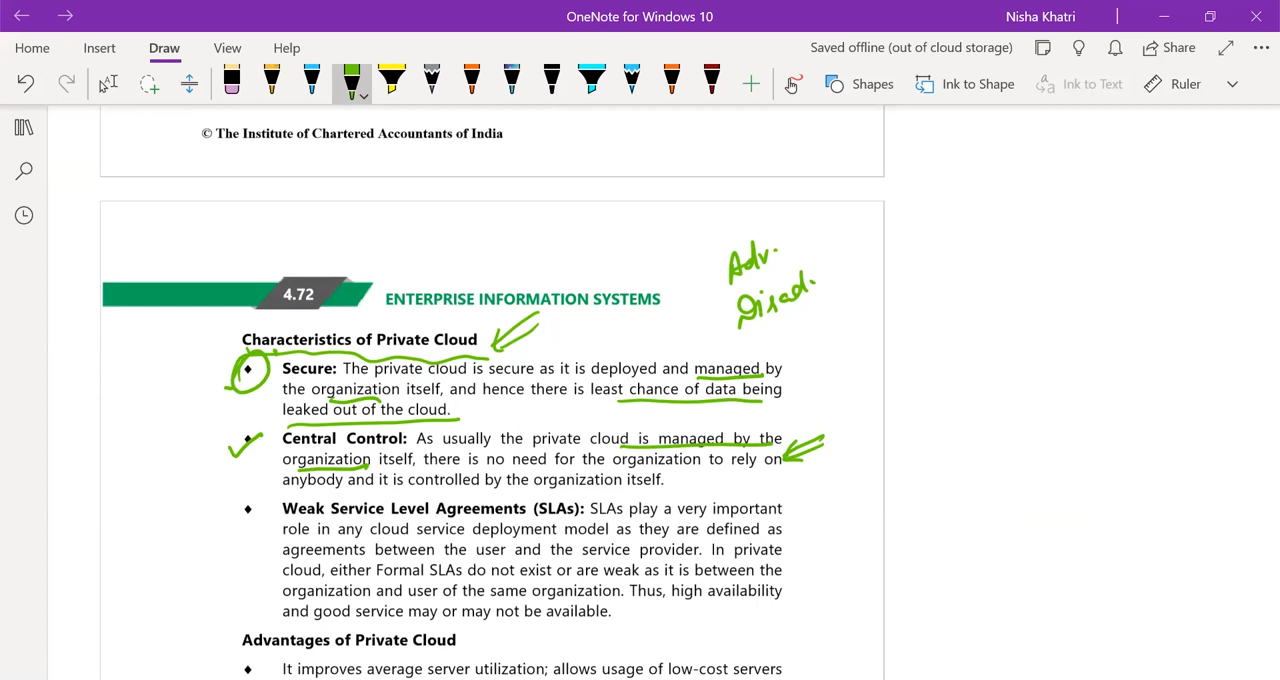 OneNote for Windows 10
Nisha Khatri
Home Insert Draw View Help
Saved offline (out of cloud storage)
Share
Shapes
Ink to Shape
Ink to Text
Ruler
© The Institute of Chartered Accountants of India
Adv.
Disad.
4.72
ENTERPRISE INFORMATION SYSTEMS
Characteristics of Private Cloud
♦ Secure: The private cloud is secure as it is deployed and managed by
the organization itself, and hence there is least chance of data being
leaked out of the cloud.
♦ Central Control: As usually the private cloud is managed by the
organization itself, there is no need for the organization to rely on
anybody and it is controlled by the organization itself.
♦ Weak Service Level Agreements (SLAs): SLAs play a very important
role in any cloud service deployment model as they are defined as
agreements between the user and the service provider. In private
cloud, either Formal SLAs do not exist or are weak as it is between the
organization and user of the same organization. Thus, high availability
and good service may or may not be available.
Advantages of Private Cloud
♦ It improves average server utilization; allows usage of low-cost servers